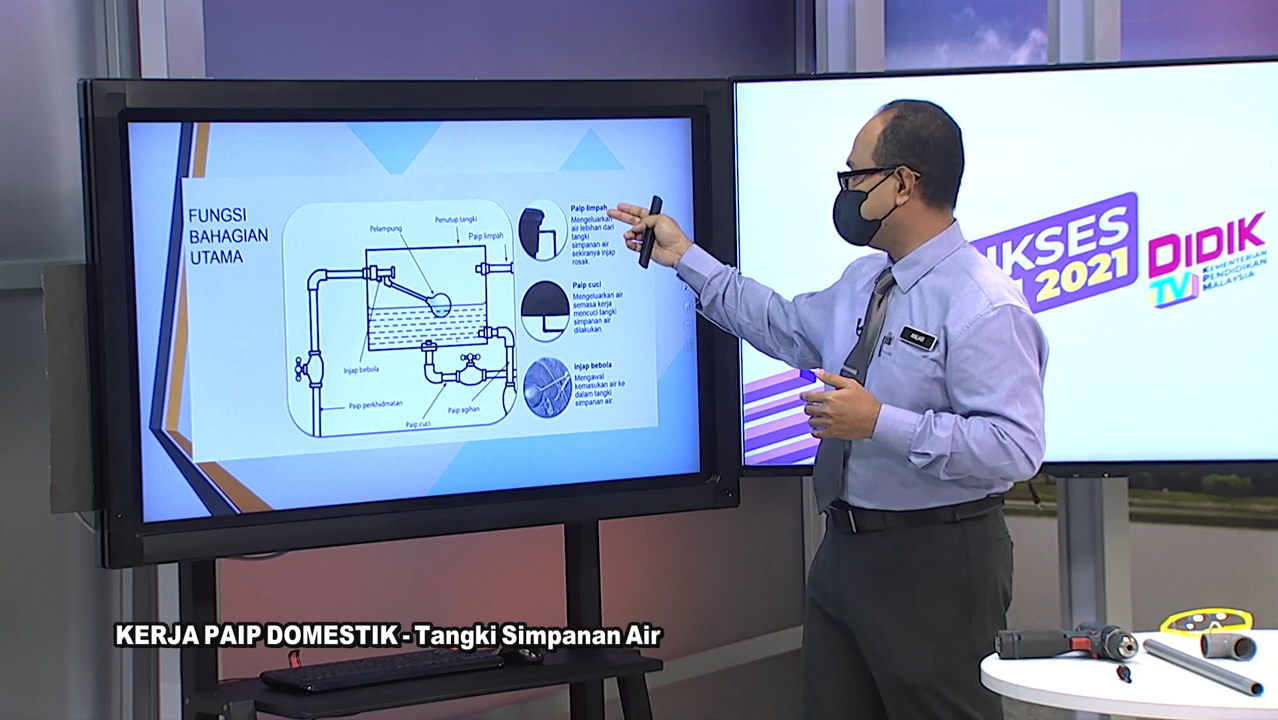 FUNGSI
BAHAGIAN
UTAMA
Pelampung
Penutup tangki
Paip limpah
Injap bebola
Paip perkhidmatan
Paip cuci
Paip agihan
Paip limpah
Mengeluarkan
air lebihan dari
tangki
simpanan air
sekiranya injap
rosak.
Paip cuci
Mengeluarkan air
semasa kerja
mencuci tangki
simpanan air
dilakukan.
Injap bebola
Mengawal
kemasukan air ke
dalam tangki
simpanan air.
UKSES
2021
DIDIK
TV
KEMENTERIAN
PENDIDIKAN
MALAYSIA
KERJA PAIP DOMESTIK - Tangki Simpanan Air